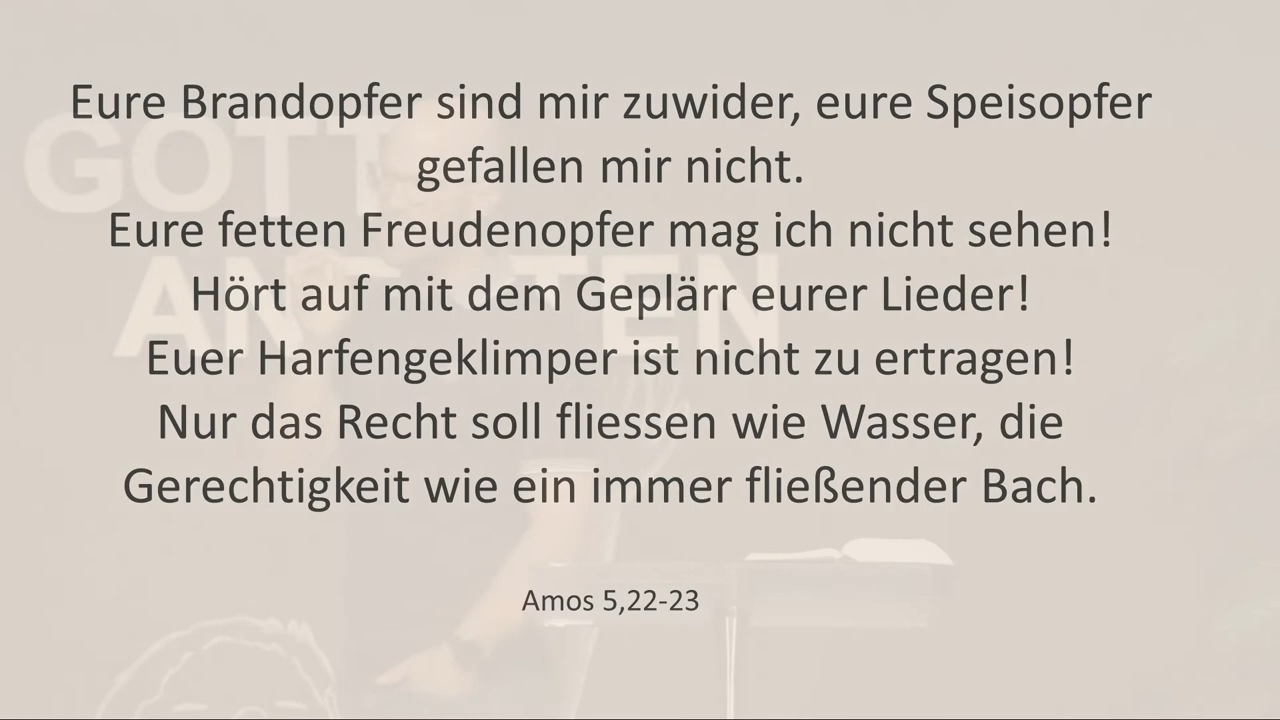 Eure Brandopfer sind mir zuwider, eure Speisopfer
gefallen mir nicht.
Eure fetten Freudenopfer mag ich nicht sehen!
Hört auf mit dem Geplärr eurer Lieder!
Euer Harfengeklimper ist nicht zu ertragen!
Nur das Recht soll fliessen wie Wasser, die
Gerechtigkeit wie ein immer fließender Bach.
Amos 5,22-23
GOTT